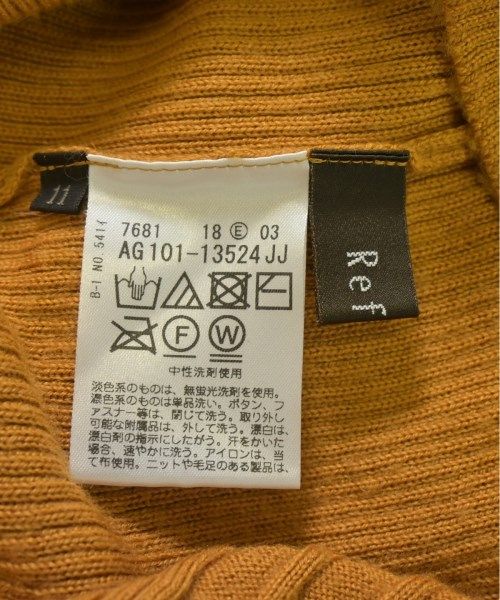 7681 18 Ⓔ 03
AG 101-13524 JJ
B-1 NO.5411
F W
中性洗剤使用
淡色系のものは、無蛍光洗剤を使用。
濃色系のものは単品洗い。ボタン、フ
ァスナー等は、閉じて洗う。取り外し
可能な附属品は、外して洗う。漂白は、
漂白剤の指示にしたがう。汗をかいた
場合、速やかに洗う。アイロンは、当
て布使用。ニットや毛足のある製品は、
Ref